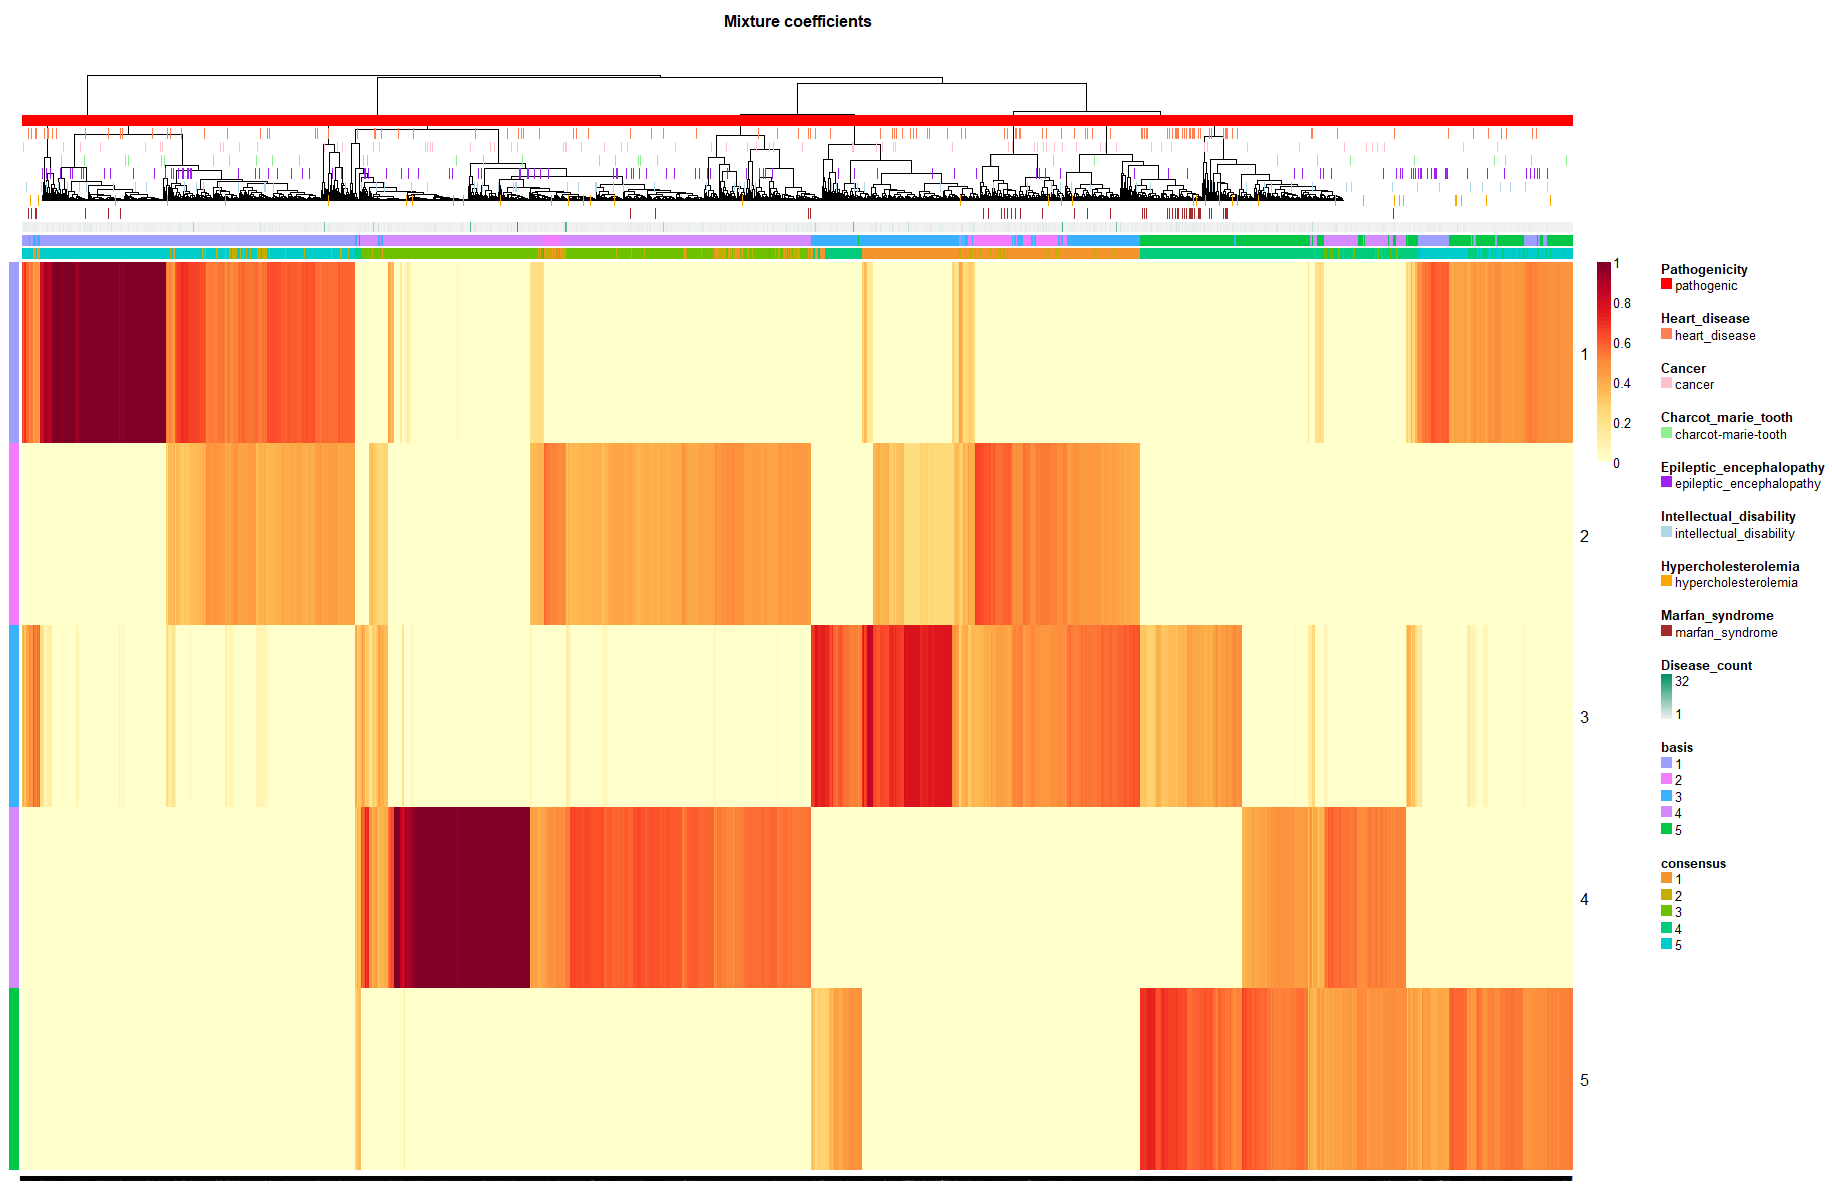 Mixture coefficients
1
0.8
0.6
0.4
0.2
0
1
2
3
4
5
Pathogenicity
pathogenic
Heart_disease
heart_disease
Cancer
cancer
Charcot_marie_tooth
charcot-marie-tooth
Epileptic_encephalopathy
epileptic_encephalopathy
Intellectual_disability
intellectual_disability
Hypercholesterolemia
hypercholesterolemia
Marfan_syndrome
marfan_syndrome
Disease_count
32
1
basis
1
2
3
4
5
consensus
1
2
3
4
5